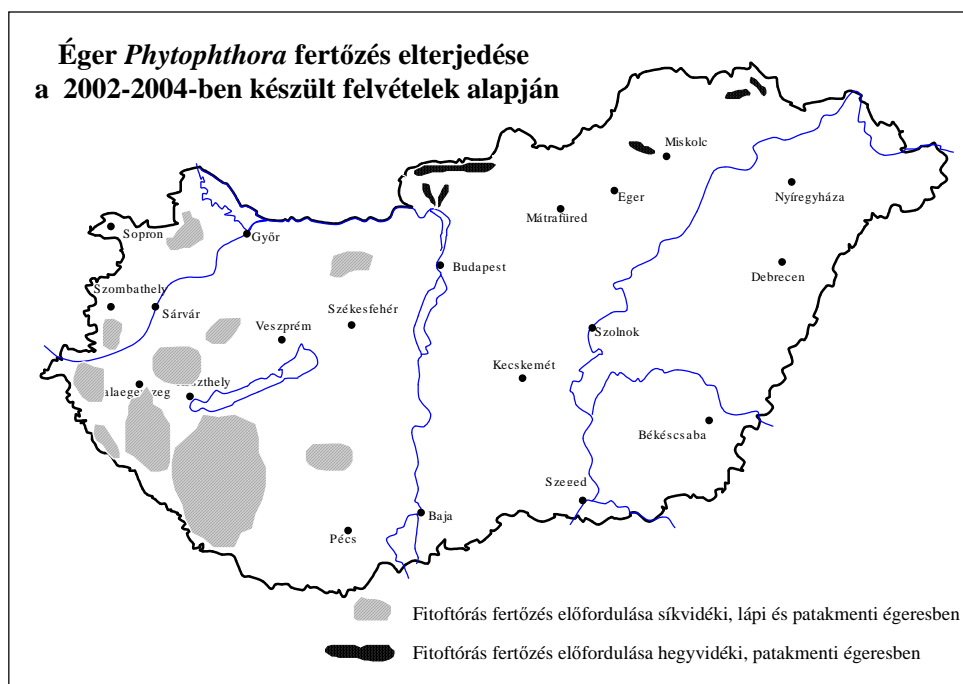 Éger Phytophthora fertőzés elterjedése
a 2002-2004-ben készült felvételek alapján
Miskolc
Eger
Nyíregyháza
Mátrafüred
Sopron
Győr
Budapest
Debrecen
Szombathely
Sárvár
Székesfehér
Veszprém
Szolnok
Kecskemét
Békéscsaba
Szeged
Baja
Pécs
Fitoftórás fertőzés előfordulása síkvidéki, lápi és patakmenti égeresben
Fitoftórás fertőzés előfordulása hegyvidéki, patakmenti égeresben